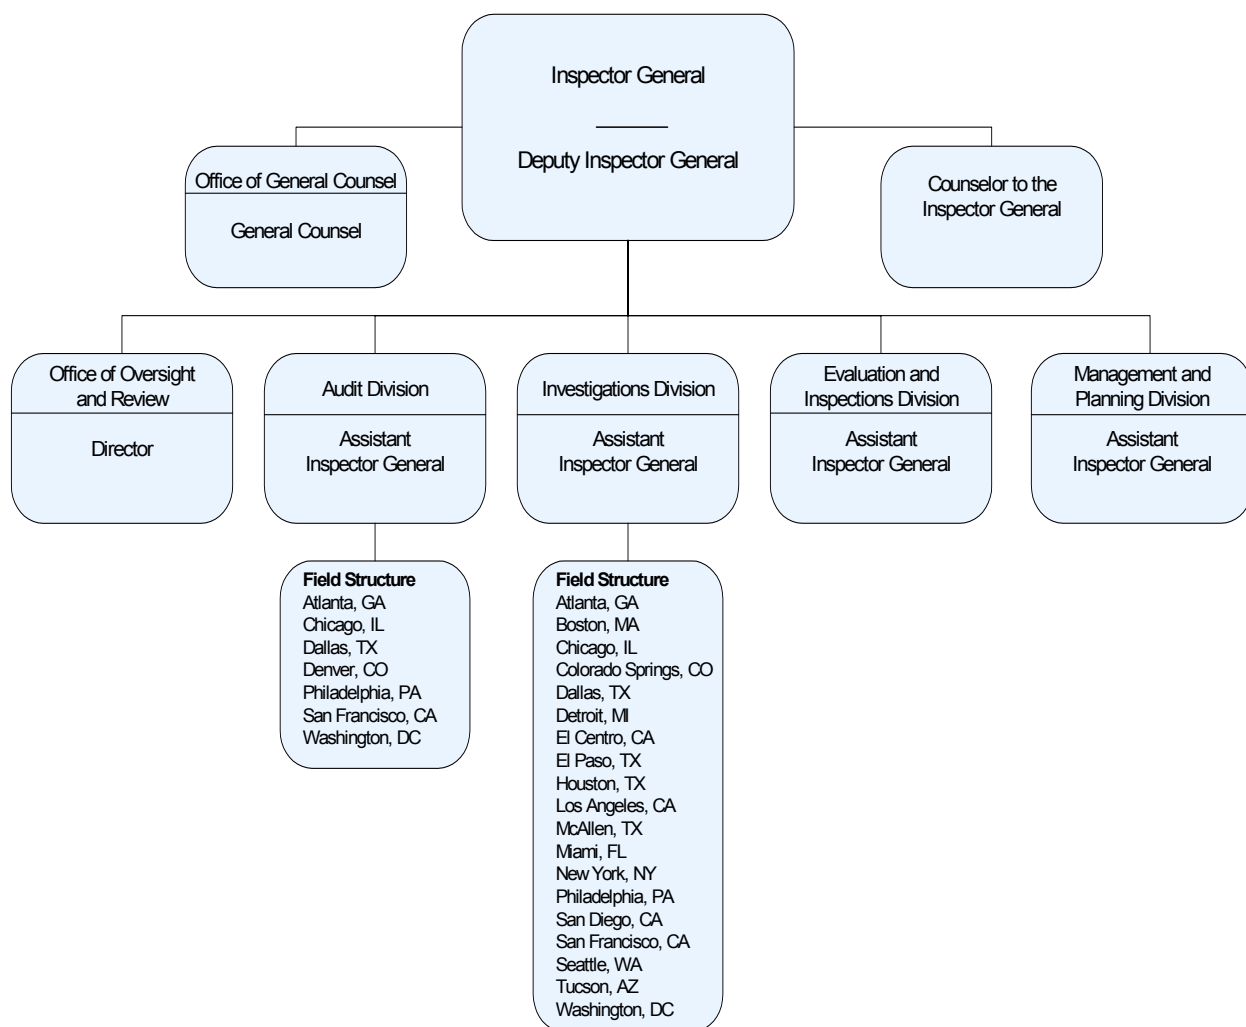 Inspector General
Deputy Inspector General
Office of General Counsel
General Counsel
Counselor to the
Inspector General
Office of Oversight
and Review
Director
Audit Division
Assistant
Inspector General
Investigations Division
Assistant
Inspector General
Evaluation and
Inspections Division
Assistant
Inspector General
Management and
Planning Division
Assistant
Inspector General
Field Structure
Atlanta, GA
Chicago, IL
Dallas, TX
Denver, CO
Philadelphia, PA
San Francisco, CA
Washington, DC
Field Structure
Atlanta, GA
Boston, MA
Chicago, IL
Colorado Springs, CO
Dallas, TX
Detroit, MI
El Centro, CA
El Paso, TX
Houston, TX
Los Angeles, CA
McAllen, TX
Miami, FL
New York, NY
Philadelphia, PA
San Diego, CA
San Francisco, CA
Seattle, WA
Tucson, AZ
Washington, DC